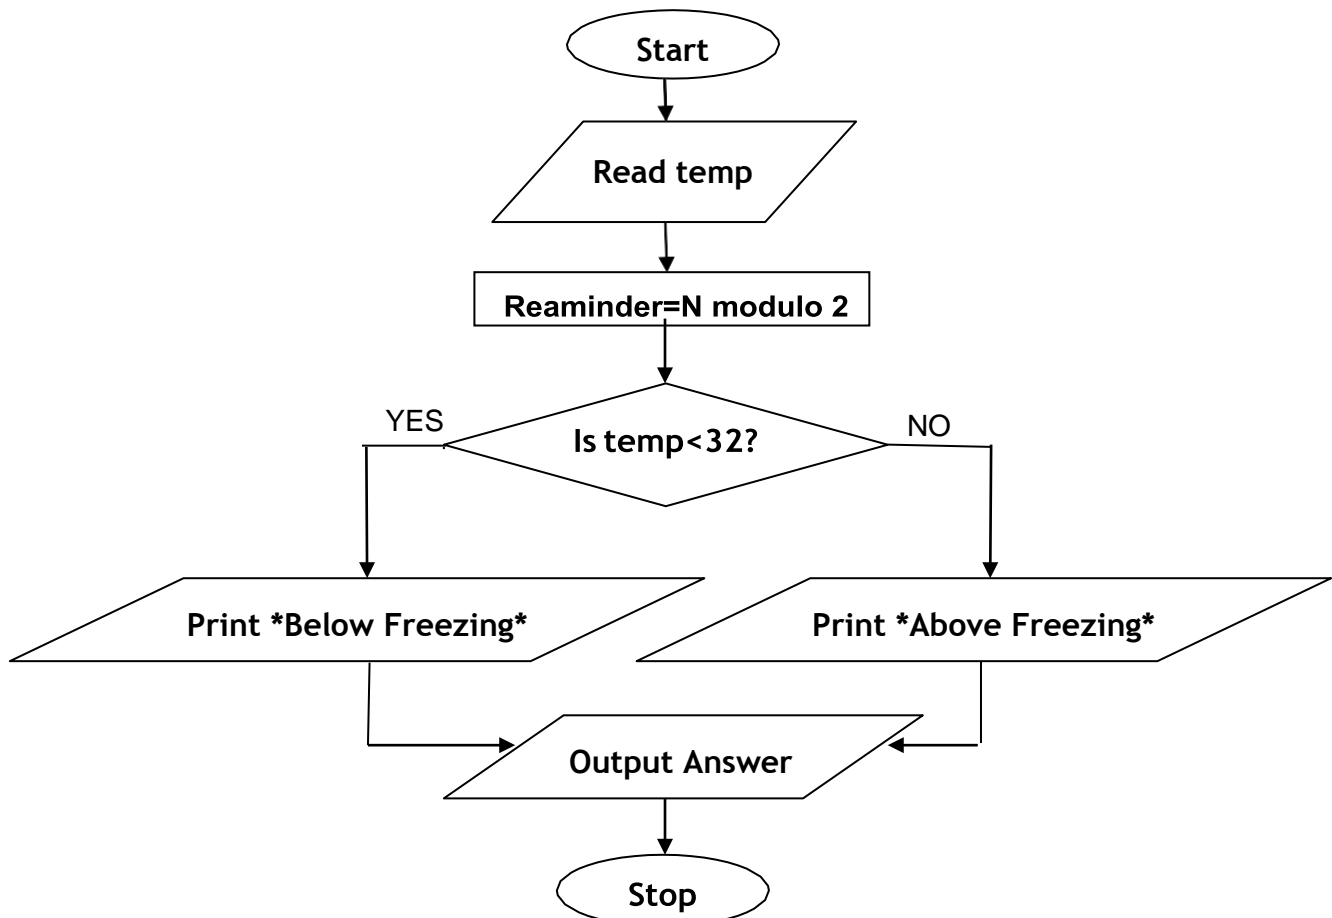 Start
Read temp
Reaminder=N modulo 2
YES
NO
Is temp<32?
Print *Below Freezing*
Print *Above Freezing*
Output Answer
Stop